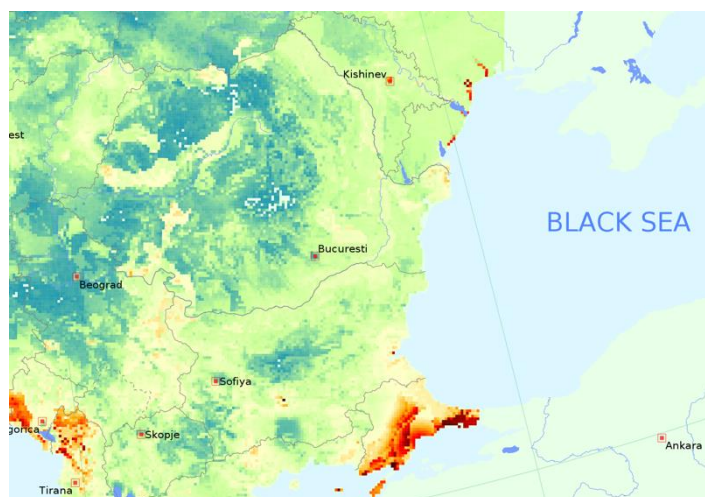 Kishinev
est
BLACK SEA
Bucuresti
Beograd
Sofiya
gorica
Skopje
Ankara
Tirana